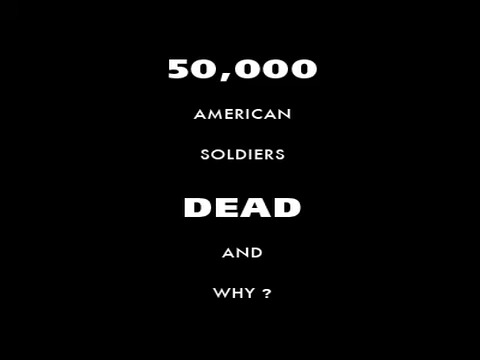 50,000
AMERICAN
SOLDIERS
DEAD
AND
WHY ?